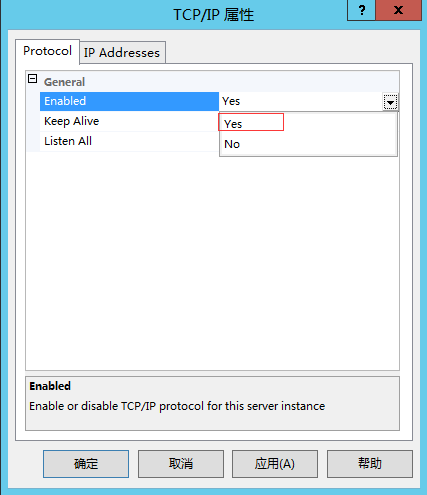 TCP/IP 属性
?
x
Protocol
IP Addresses
General
Enabled Yes
Keep Alive Yes
Listen All No
Enabled
Enable or disable TCP/IP protocol for this server instance
确定 取消 应用(A) 帮助